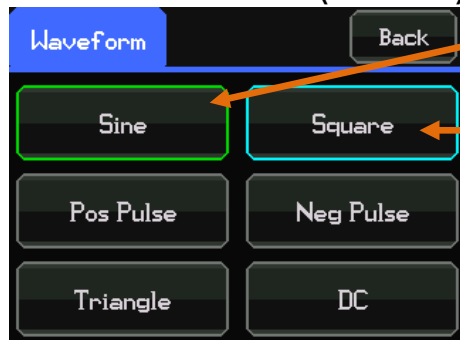 Waveform
Back
Sine
Square
Pos Pulse
Neg Pulse
Triangle
DC